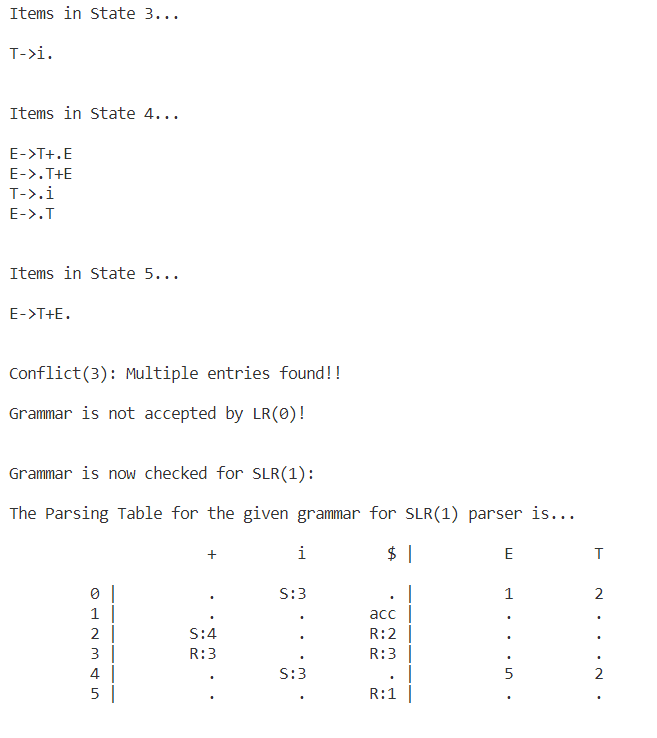 Items in State 3...
T->i.
Items in State 4...
E->T+.E
E->.T+E
T->.i
E->.T
Items in State 5...
E->T+E.
Conflict(3): Multiple entries found!!
Grammar is not accepted by LR(0)!
Grammar is now checked for SLR(1):
The Parsing Table for the given grammar for SLR(1) parser is...
+ i $ | E T
0 | . S:3 . | 1 2
1 | . . acc | . .
2 | S:4 . R:2 | . .
3 | R:3 . R:3 | . .
4 | . S:3 . | 5 2
5 | . . R:1 | . .